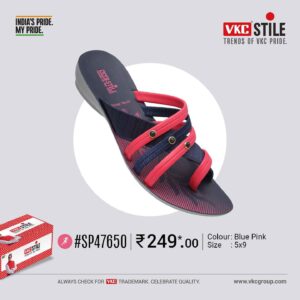 INDIA'S PRIDE.
MY PRIDE.
VKC STILE
TRENDS OF VKC PRIDE.
#SP47650
₹249*.00
Colour: Blue Pink
Size : 5x9
ALWAYS CHECK FOR VKC TRADEMARK. CELEBRATE QUALITY.
www.vkcgroup.com